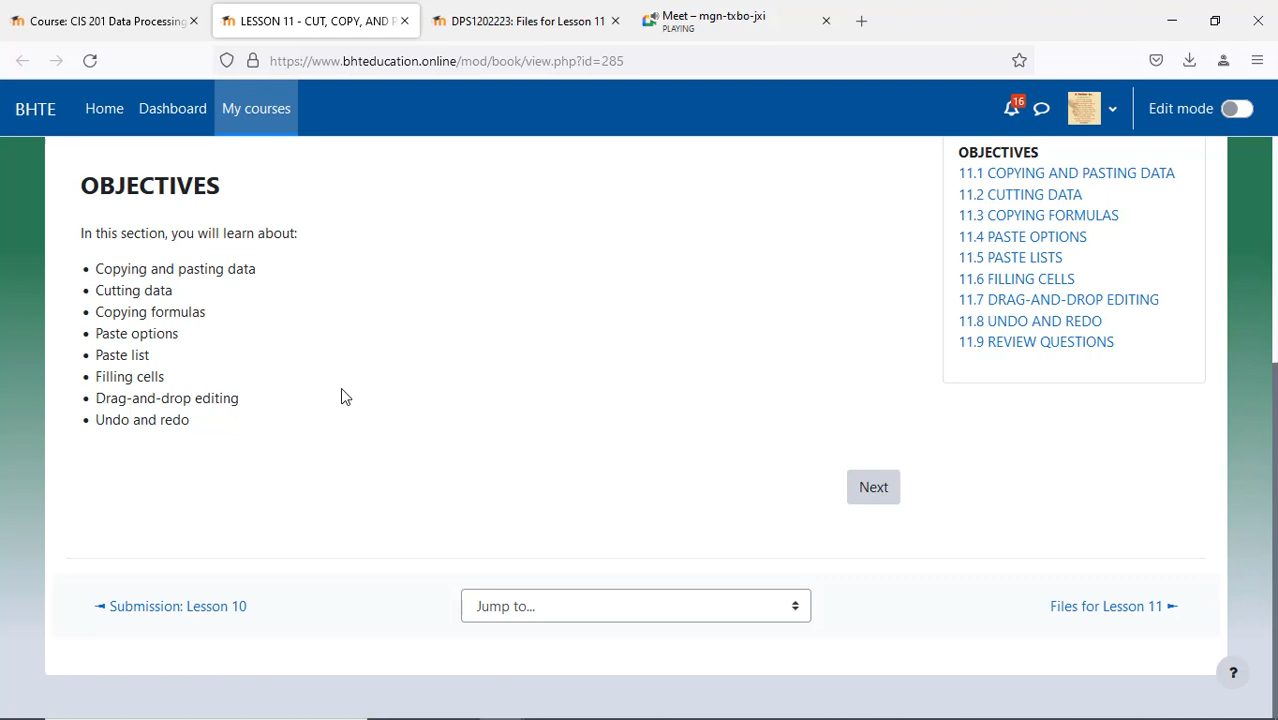 Course: CIS 201 Data Processing
LESSON 11 - CUT, COPY, AND P
DPS1202223: Files for Lesson 11
Meet – mgn-txbo-jxi
PLAYING
https://www.bhteducation.online/mod/book/view.php?id=285
BHTE
Home
Dashboard
My courses
16
Edit mode
OBJECTIVES
In this section, you will learn about:
• Copying and pasting data
• Cutting data
• Copying formulas
• Paste options
• Paste list
• Filling cells
• Drag-and-drop editing
• Undo and redo
Next
OBJECTIVES
11.1 COPYING AND PASTING DATA
11.2 CUTTING DATA
11.3 COPYING FORMULAS
11.4 PASTE OPTIONS
11.5 PASTE LISTS
11.6 FILLING CELLS
11.7 DRAG-AND-DROP EDITING
11.8 UNDO AND REDO
11.9 REVIEW QUESTIONS
◄ Submission: Lesson 10
Jump to...
Files for Lesson 11 ►
?